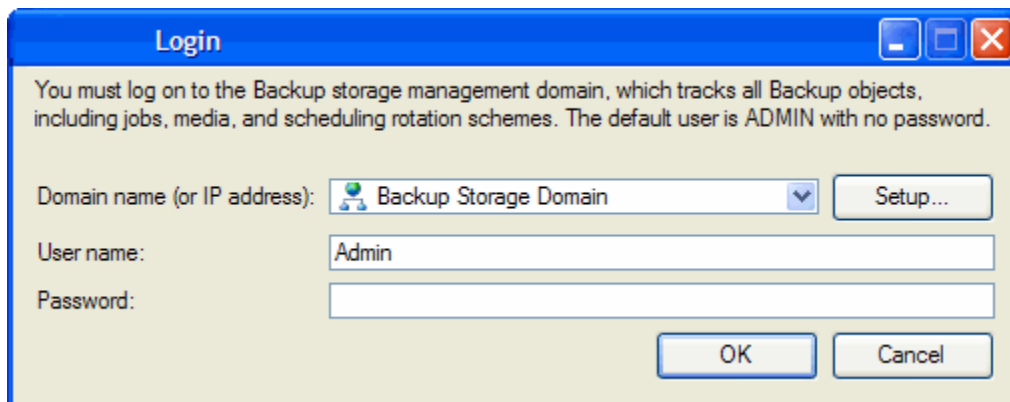 Login
You must log on to the Backup storage management domain, which tracks all Backup objects,
including jobs, media, and scheduling rotation schemes. The default user is ADMIN with no password.
Domain name (or IP address): Backup Storage Domain Setup...
User name: Admin
Password:
OK Cancel